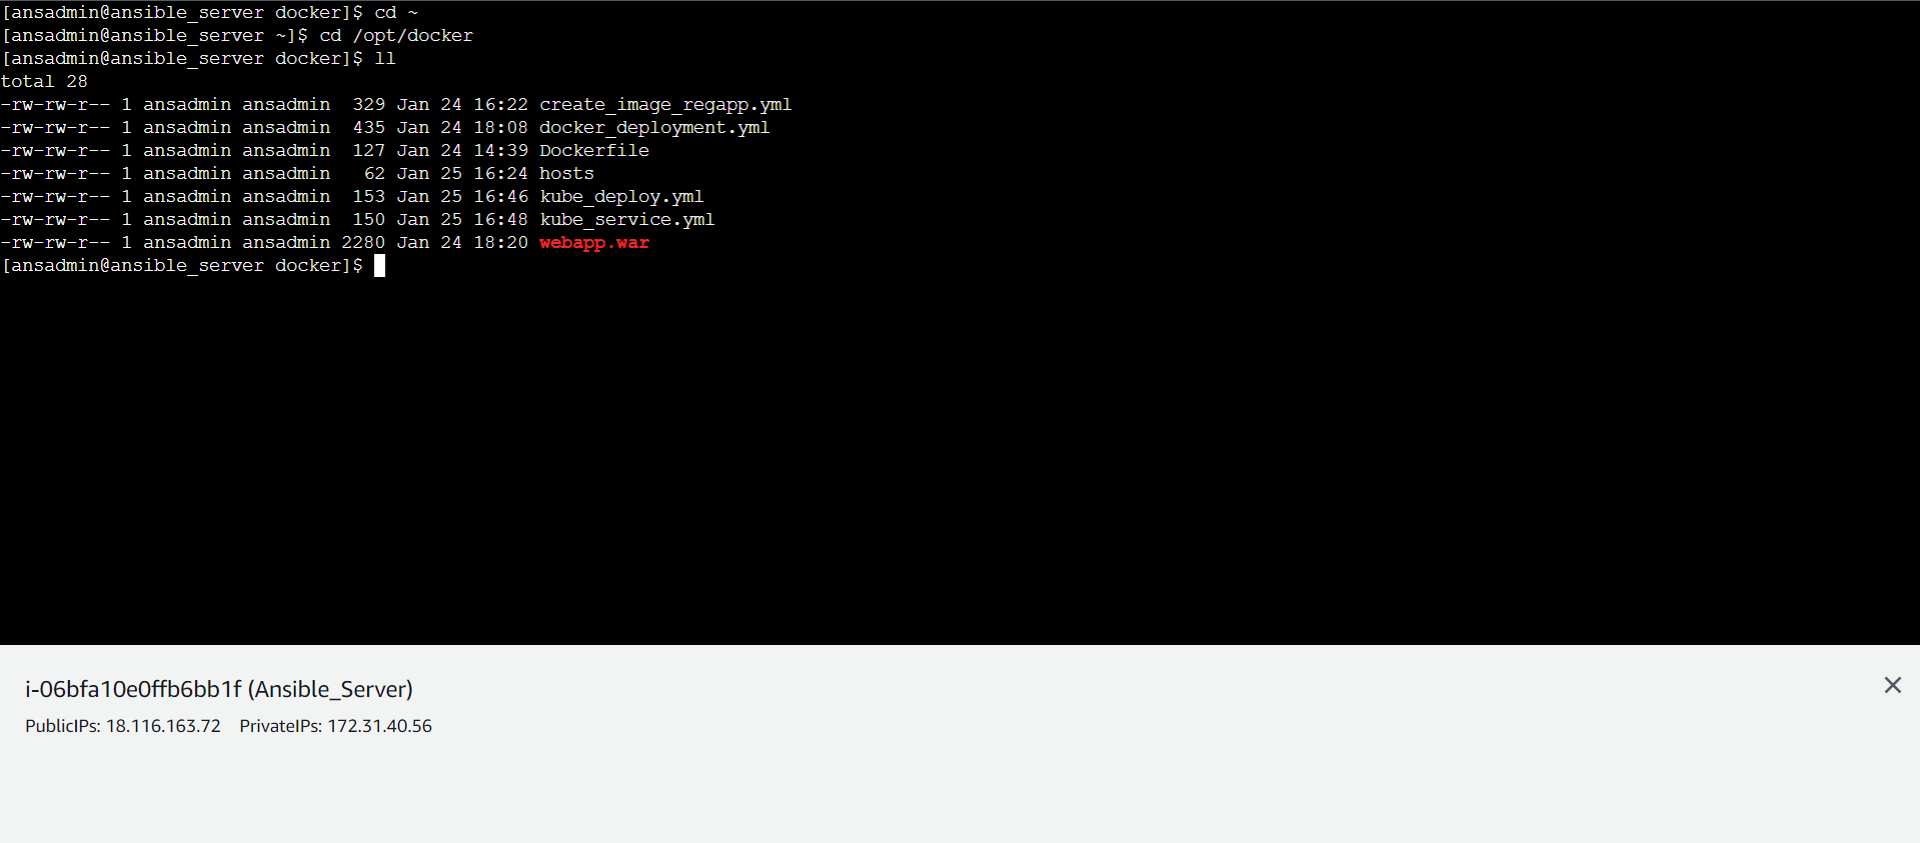 [ansadmin@ansible_server docker]$ cd ~
[ansadmin@ansible_server ~]$ cd /opt/docker
[ansadmin@ansible_server docker]$ ll
total 28
-rw-rw-r-- 1 ansadmin ansadmin  329 Jan 24 16:22 create_image_regapp.yml
-rw-rw-r-- 1 ansadmin ansadmin  435 Jan 24 18:08 docker_deployment.yml
-rw-rw-r-- 1 ansadmin ansadmin  127 Jan 24 14:39 Dockerfile
-rw-rw-r-- 1 ansadmin ansadmin   62 Jan 25 16:24 hosts
-rw-rw-r-- 1 ansadmin ansadmin  153 Jan 25 16:46 kube_deploy.yml
-rw-rw-r-- 1 ansadmin ansadmin  150 Jan 25 16:48 kube_service.yml
-rw-rw-r-- 1 ansadmin ansadmin 2280 Jan 24 18:20 webapp.war
[ansadmin@ansible_server docker]$
i-06bfa10e0ffb6bb1f (Ansible_Server)
PublicIPs: 18.116.163.72 PrivateIPs: 172.31.40.56